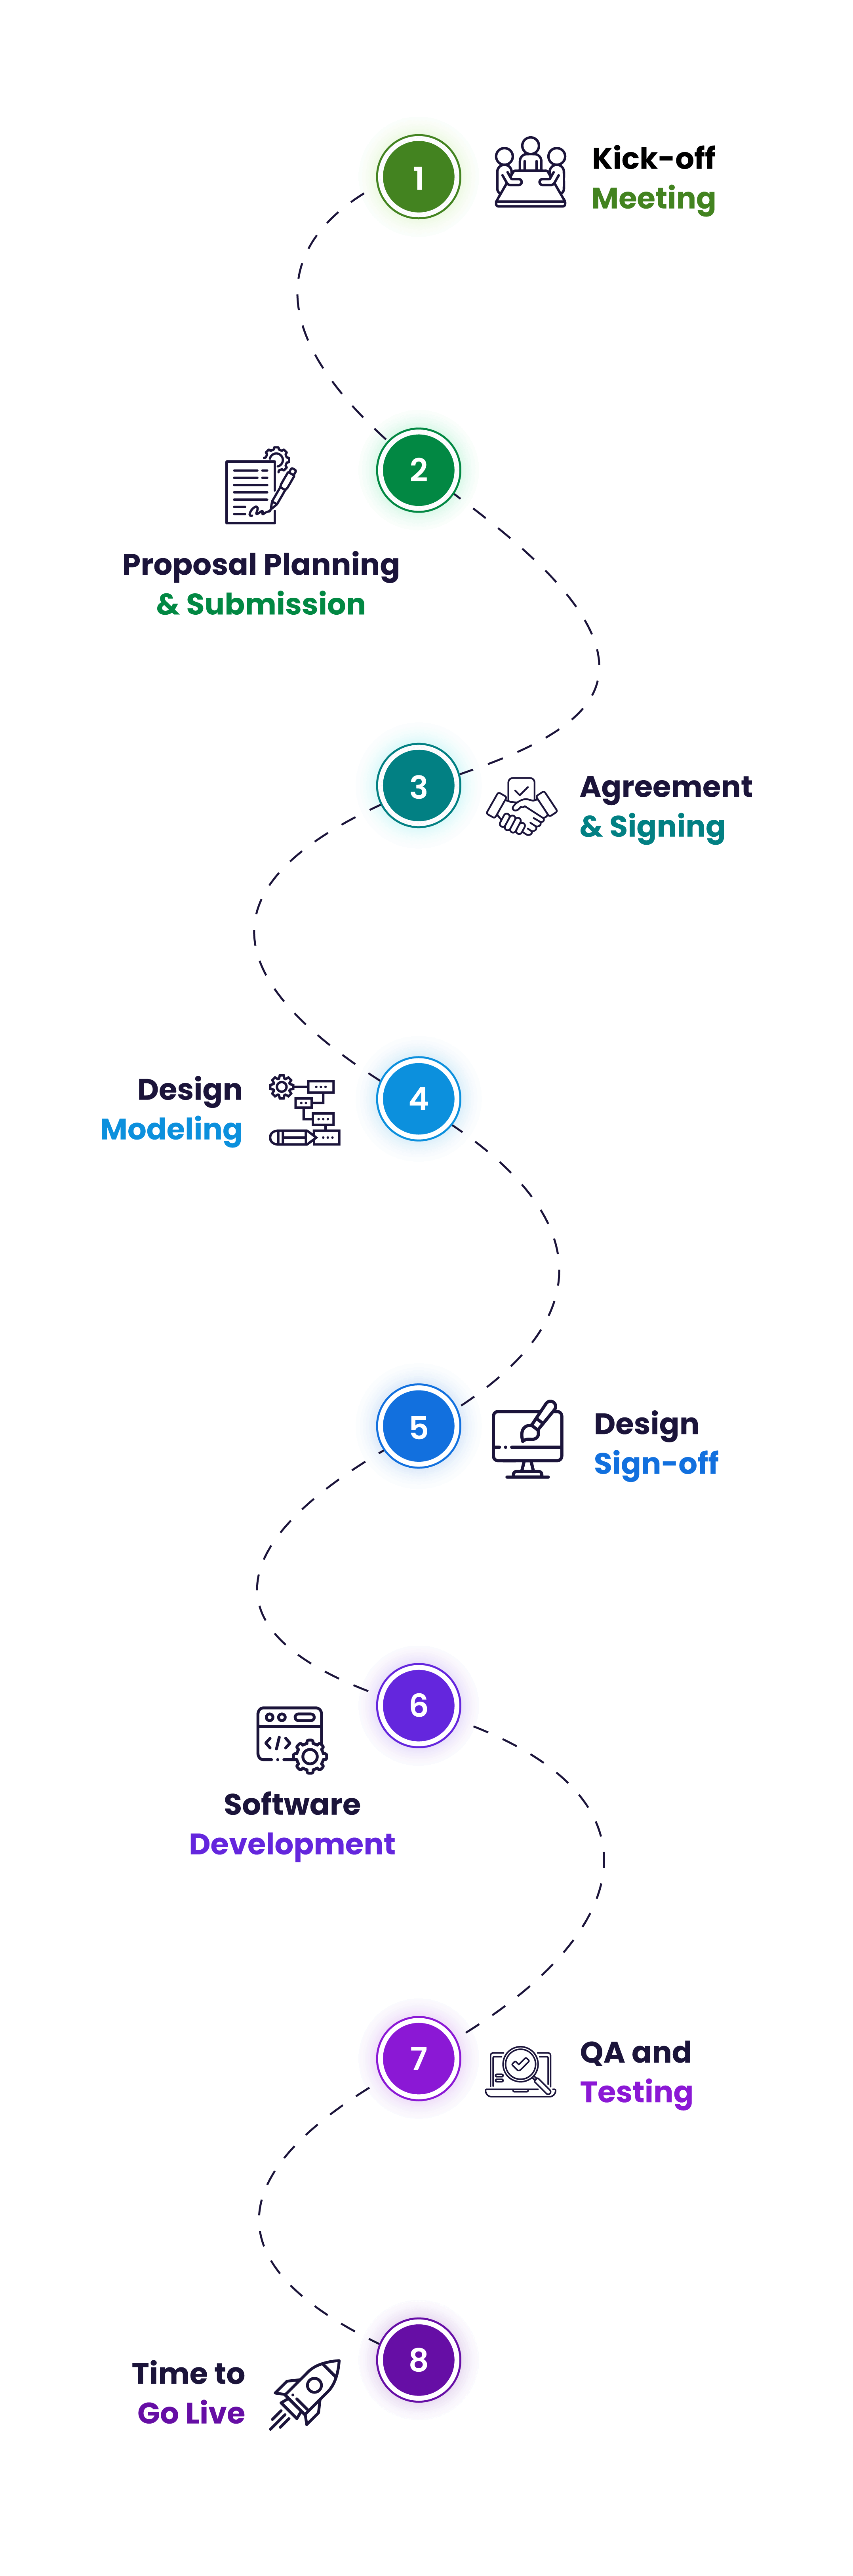 1
Kick-off
Meeting
2
Proposal Planning
& Submission
3
Agreement
& Signing
4
Design
Modeling
5
Design
Sign-off
6
Software
Development
7
QA and
Testing
8
Time to
Go Live